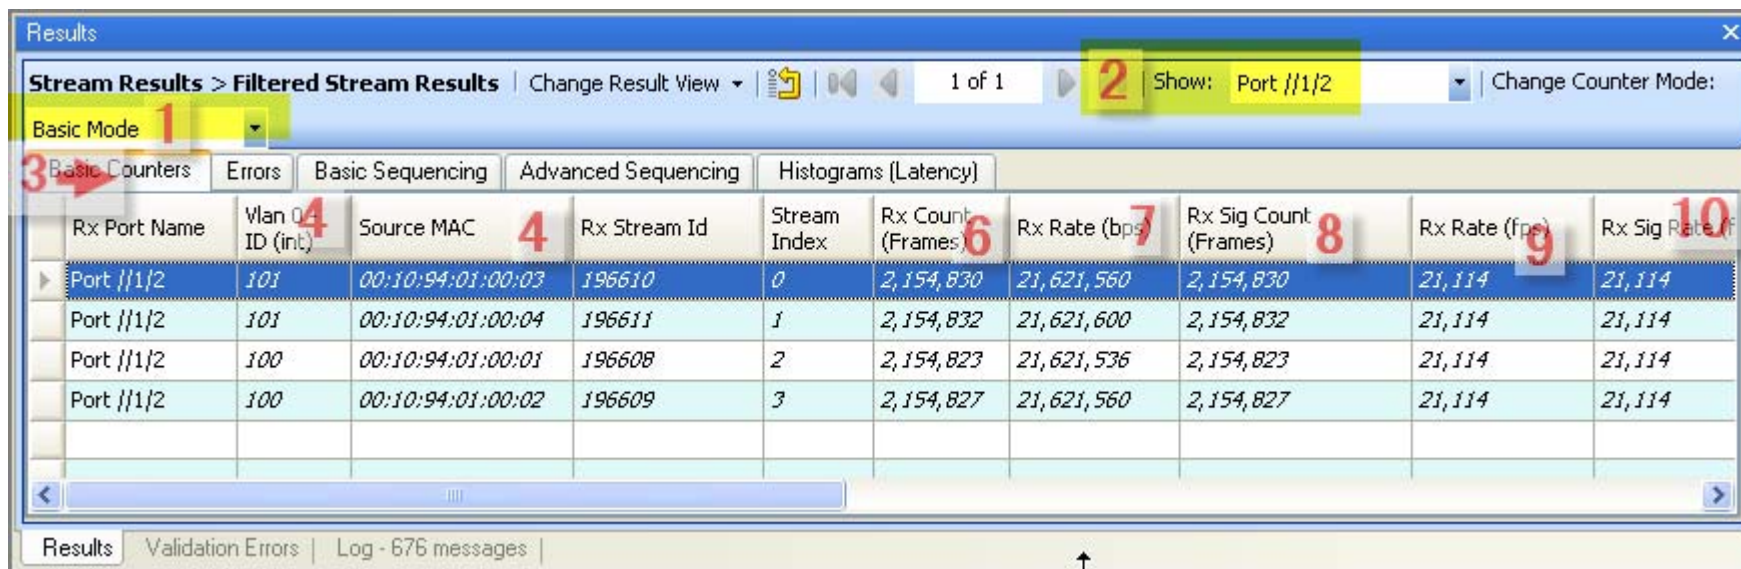 Results
Stream Results > Filtered Stream Results | Change Result View 1 of 1 2 Show: Port //1/2 | Change Counter Mode:
Basic Mode 1
3 Basic Counters Errors Basic Sequencing Advanced Sequencing Histograms (Latency)
Rx Port Name Vlan 0 - ID (int) 4 Source MAC 4 Rx Stream Id Stream Index Rx Count (Frames) 6 Rx Rate (bps) 7 Rx Sig Count (Frames) 8 Rx Rate (fps) 9 Rx Sig Rate (f 10
Port //1/2 101 00:10:94:01:00:03 196610 0 2,154,830 21,621,560 2,154,830 21,114 21,114
Port //1/2 101 00:10:94:01:00:04 196611 1 2,154,832 21,621,600 2,154,832 21,114 21,114
Port //1/2 100 00:10:94:01:00:01 196608 2 2,154,823 21,621,536 2,154,823 21,114 21,114
Port //1/2 100 00:10:94:01:00:02 196609 3 2,154,827 21,621,560 2,154,827 21,114 21,114
Results Validation Errors | Log - 676 messages |